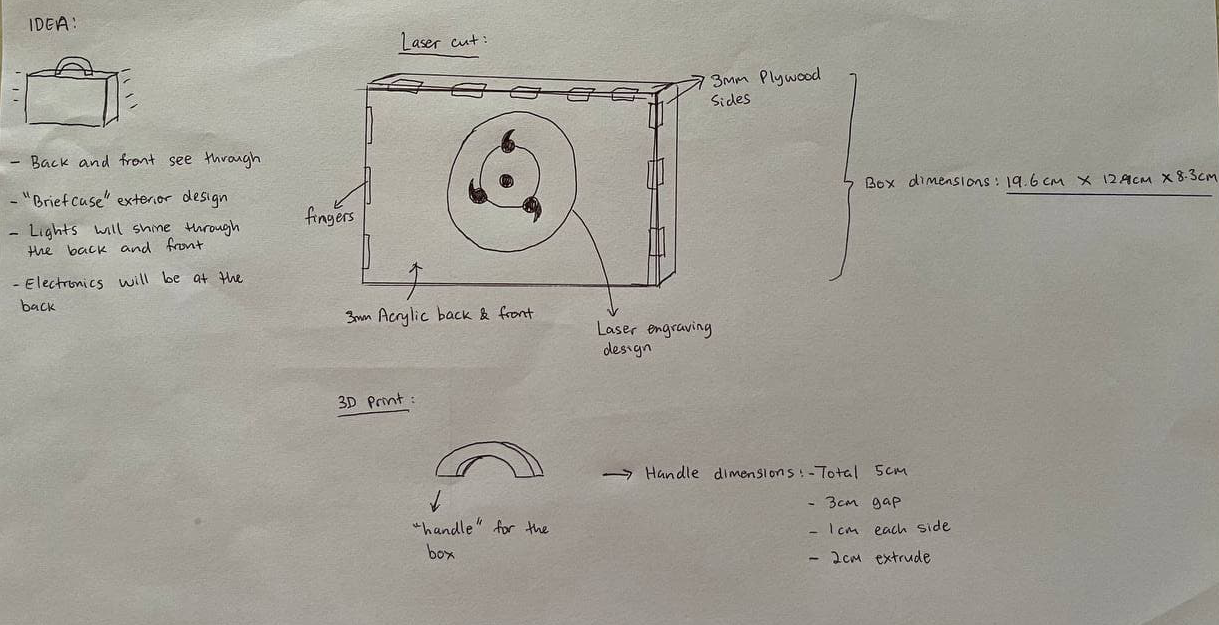 IDEA:
- Back and front see through
- "Briefcase" exterior design
- Lights will shine through
the back and front
- Electronics will be at the
back
Laser cut:
3mm Plywood
sides
fingers
3mm Acrylic back & front
Laser engraving
design
Box dimensions: 19.6cm x x 8.3cm
3D print:
"handle" for the
box
→ Handle dimensions: - Total 5cm
- 3cm gap
- 1cm each side
- 2cm extrude